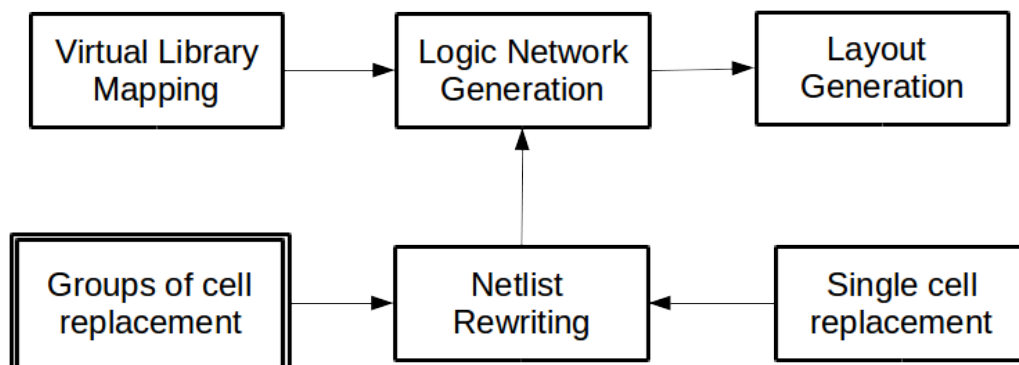 Virtual Library
Mapping
Logic Network
Generation
Layout
Generation
Groups of cell
replacement
Netlist
Rewriting
Single cell
replacement